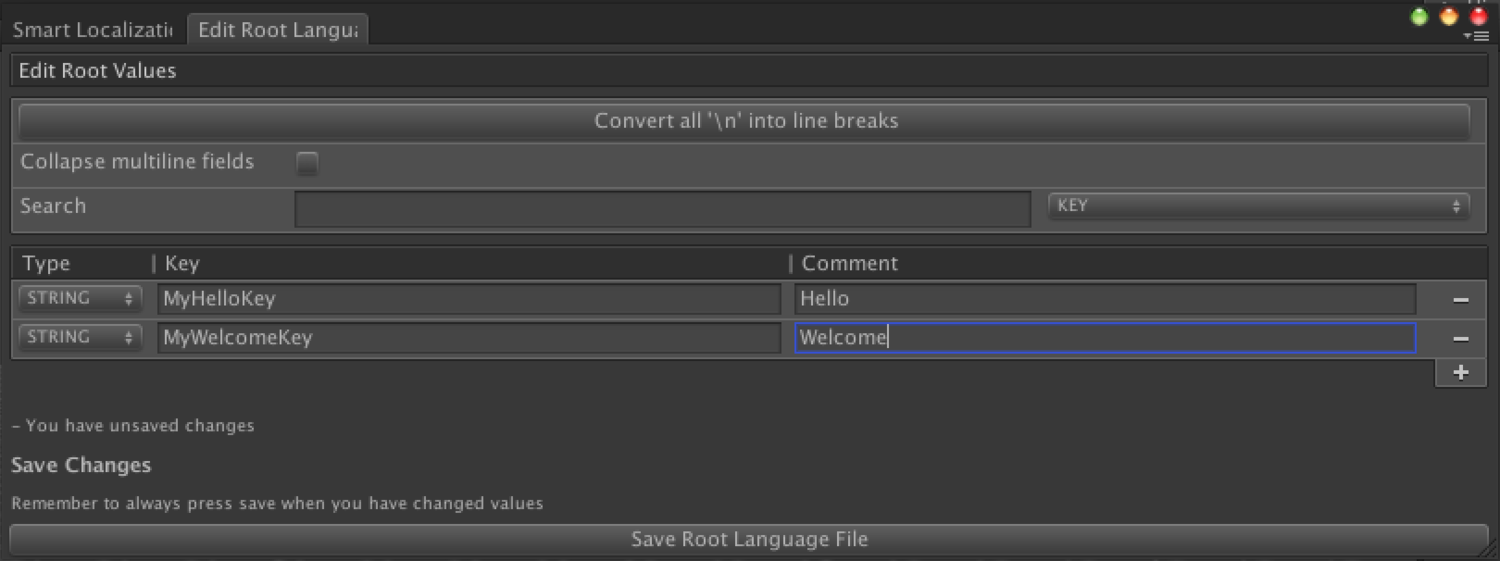 Smart Localizati
Edit Root Langu
Edit Root Values
Convert all '\n' into line breaks
Collapse multiline fields
Search
KEY
Type | Key | Comment
STRING MyHelloKey Hello
STRING MyWelcomeKey Welcome
- You have unsaved changes
Save Changes
Remember to always press save when you have changed values
Save Root Language File